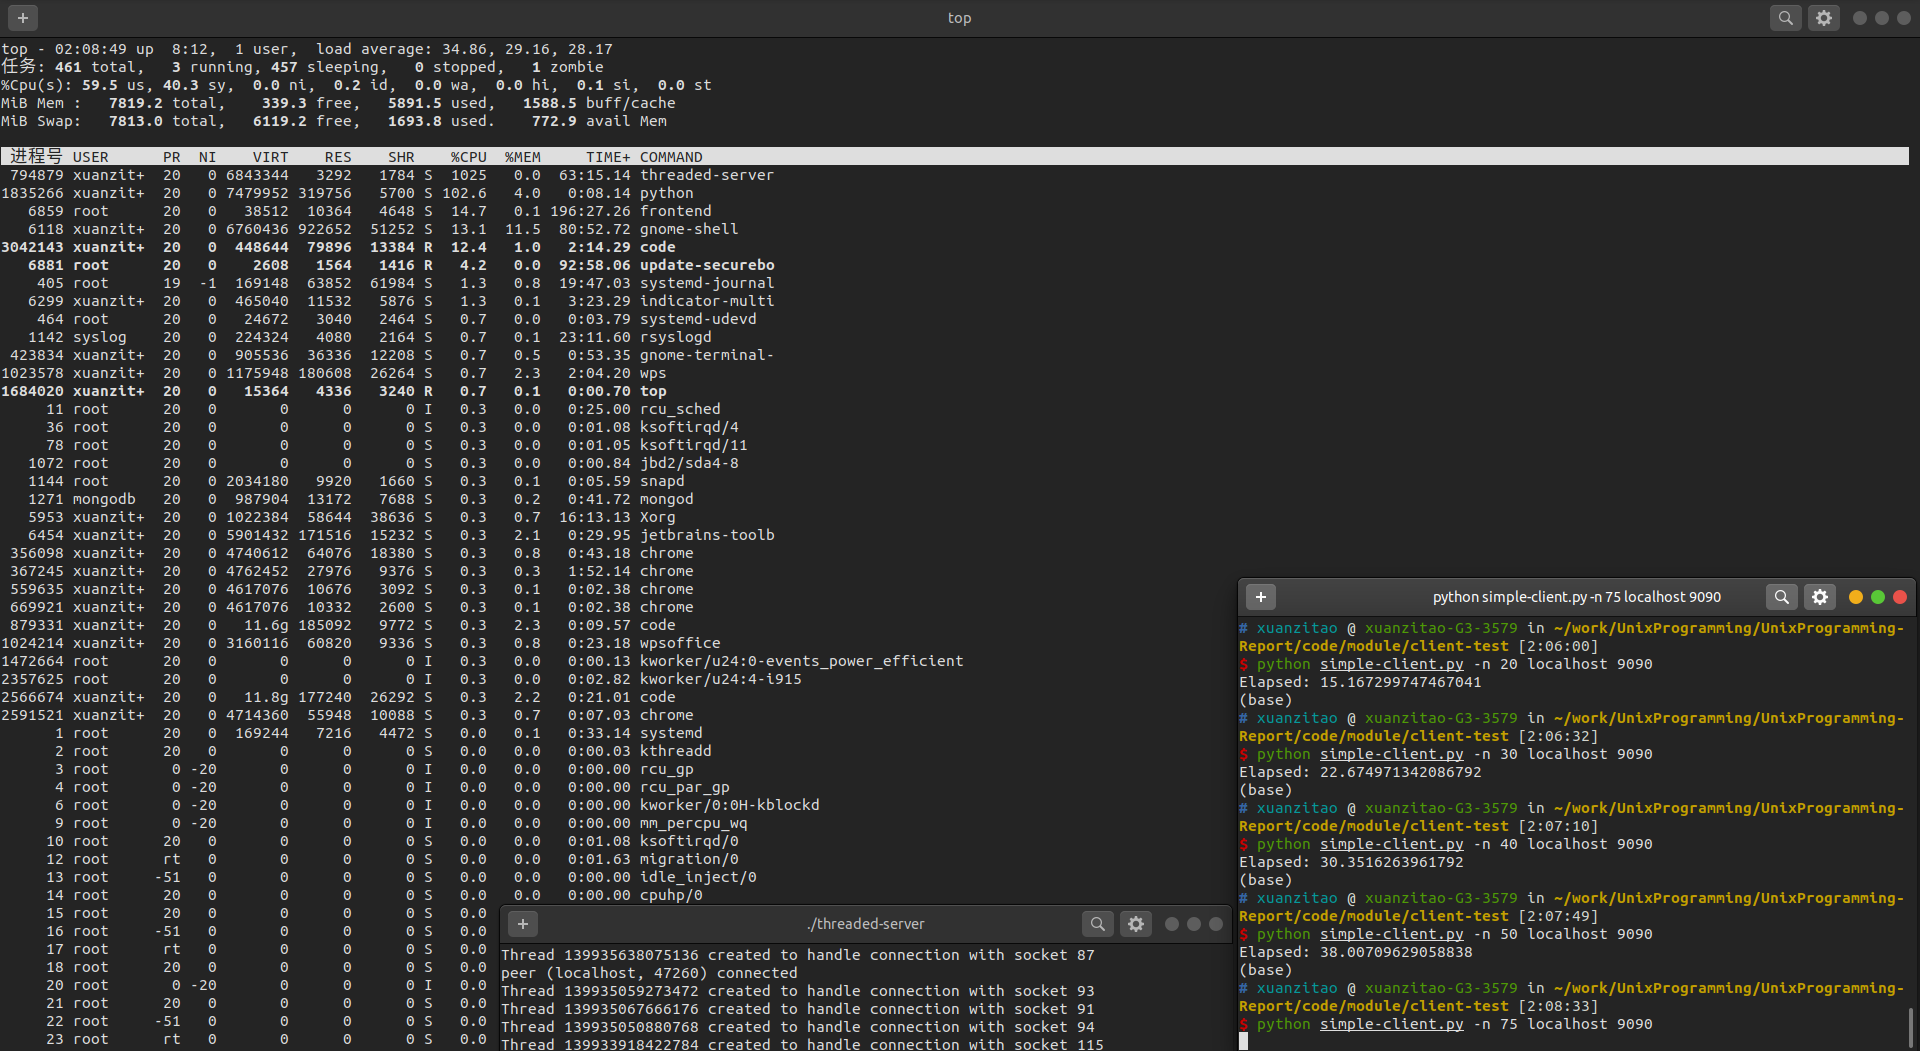 top
top - 02:08:49 up  8:12,  1 user,  load average: 34.86, 29.16, 28.17
任务: 461 total,   3 running, 457 sleeping,   0 stopped,   1 zombie
%Cpu(s): 59.5 us, 40.3 sy,  0.0 ni,  0.2 id,  0.0 wa,  0.0 hi,  0.1 si,  0.0 st
MiB Mem :   7819.2 total,    339.3 free,   5891.5 used,   1588.5 buff/cache
MiB Swap:   7813.0 total,   6119.2 free,   1693.8 used.    772.9 avail Mem
进程号 USER      PR  NI    VIRT    RES    SHR    %CPU  %MEM     TIME+ COMMAND
794879 xuanzit+  20   0 6843344   3292   1784 S  1025   0.0  63:15.14 threaded-server
1835266 xuanzit+  20   0 7479952 319756   5700 S 102.6   4.0   0:08.14 python
6859 root      20   0   38512  10364   4648 S  14.7   0.1 196:27.26 frontend
6118 xuanzit+  20   0 6760436 922652  51252 S  13.1  11.5  80:52.72 gnome-shell
3042143 xuanzit+  20   0  448644  79896  13384 R  12.4   1.0   2:14.29 code
6881 root      20   0    2608   1564   1416 R   4.2   0.0  92:58.06 update-securebo
405 root      19  -1  169148  63852  61984 S   1.3   0.8  19:47.03 systemd-journal
6299 xuanzit+  20   0  465040  11532   5876 S   1.3   0.1   3:23.29 indicator-multi
464 root      20   0   24672   3040   2464 S   0.7   0.0   0:03.79 systemd-udevd
1142 syslog    20   0  224324   4080   2164 S   0.7   0.1  23:11.60 rsyslogd
423834 xuanzit+  20   0  905536  36336  12208 S   0.7   0.5   0:53.35 gnome-terminal-
1023578 xuanzit+  20   0 1175948 180608  26264 S   0.7   2.3   2:04.20 wps
1684020 xuanzit+  20   0   15364   4336   3240 R   0.7   0.1   0:00.70 top
11 root      20   0       0      0      0 I   0.3   0.0   0:25.00 rcu_sched
36 root      20   0       0      0      0 S   0.3   0.0   0:01.08 ksoftirqd/4
78 root      20   0       0      0      0 S   0.3   0.0   0:01.05 ksoftirqd/11
1072 root      20   0       0      0      0 S   0.3   0.0   0:00.84 jbd2/sda4-8
1144 root      20   0 2034180   9920   1660 S   0.3   0.1   0:05.59 snapd
1271 mongodb   20   0  987904  13172   7688 S   0.3   0.2   0:41.72 mongod
5953 xuanzit+  20   0 1022384  58644  38636 S   0.3   0.7  16:13.13 Xorg
6454 xuanzit+  20   0 5901432 171516  15232 S   0.3   2.1   0:29.95 jetbrains-toolb
356098 xuanzit+  20   0 4740612  64076  18380 S   0.3   0.8   0:43.18 chrome
367245 xuanzit+  20   0 4762452  27976   9376 S   0.3   0.3   1:52.14 chrome
559635 xuanzit+  20   0 4617076  10676   3092 S   0.3   0.1   0:02.38 chrome
669921 xuanzit+  20   0 4617076  10332   2600 S   0.3   0.1   0:02.38 chrome
879331 xuanzit+  20   0   11.6g 185092   9772 S   0.3   2.3   0:09.57 code
1024214 xuanzit+  20   0 3160116  60820   9336 S   0.3   0.8   0:23.18 wpsoffice
1472664 root      20   0       0      0      0 I   0.3   0.0   0:00.13 kworker/u24:0-events_power_efficient
2357625 root      20   0       0      0      0 I   0.3   0.0   0:02.82 kworker/u24:4-i915
2566674 xuanzit+  20   0   11.8g 177240  26292 S   0.3   2.2   0:21.01 code
2591521 xuanzit+  20   0 4714360  55948  10088 S   0.3   0.7   0:07.03 chrome
1 root      20   0  169244   7216   4472 S   0.0   0.1   0:33.14 systemd
2 root      20   0       0      0      0 S   0.0   0.0   0:00.03 kthreadd
3 root       0 -20       0      0      0 I   0.0   0.0   0:00.00 rcu_gp
4 root       0 -20       0      0      0 I   0.0   0.0   0:00.00 rcu_par_gp
6 root       0 -20       0      0      0 I   0.0   0.0   0:00.00 kworker/0:0H-kblockd
9 root       0 -20       0      0      0 I   0.0   0.0   0:00.00 mm_percpu_wq
10 root      20   0       0      0      0 S   0.0   0.0   0:01.08 ksoftirqd/0
12 root      rt   0       0      0      0 S   0.0   0.0   0:01.63 migration/0
13 root     -51   0       0      0      0 S   0.0   0.0   0:00.00 idle_inject/0
14 root      20   0       0      0      0 S   0.0   0.0   0:00.00 cpuhp/0
15 root      20   0       0      0      0 S   0.0
16 root     -51   0       0      0      0 S   0.0
17 root      rt   0       0      0      0 S   0.0
18 root      20   0       0      0      0 S   0.0
20 root       0 -20       0      0      0 I   0.0
21 root      20   0       0      0      0 S   0.0
22 root     -51   0       0      0      0 S   0.0
23 root      rt   0       0      0      0 S   0.0
./threaded-server
Thread 139935638075136 created to handle connection with socket 87
peer (localhost, 47260) connected
Thread 139935059273472 created to handle connection with socket 93
Thread 139935067666176 created to handle connection with socket 91
Thread 139935050880768 created to handle connection with socket 94
Thread 139933918422784 created to handle connection with socket 115
python simple-client.py -n 75 localhost 9090
# xuanzitao @ xuanzitao-G3-3579 in ~/work/UnixProgramming/UnixProgramming-
Report/code/module/client-test [2:06:00]
$ python simple-client.py -n 20 localhost 9090
Elapsed: 15.167299747467041
(base)
# xuanzitao @ xuanzitao-G3-3579 in ~/work/UnixProgramming/UnixProgramming-
Report/code/module/client-test [2:06:32]
$ python simple-client.py -n 30 localhost 9090
Elapsed: 22.674971342086792
(base)
# xuanzitao @ xuanzitao-G3-3579 in ~/work/UnixProgramming/UnixProgramming-
Report/code/module/client-test [2:07:10]
$ python simple-client.py -n 40 localhost 9090
Elapsed: 30.3516263961792
(base)
# xuanzitao @ xuanzitao-G3-3579 in ~/work/UnixProgramming/UnixProgramming-
Report/code/module/client-test [2:07:49]
$ python simple-client.py -n 50 localhost 9090
Elapsed: 38.00709629058838
(base)
# xuanzitao @ xuanzitao-G3-3579 in ~/work/UnixProgramming/UnixProgramming-
Report/code/module/client-test [2:08:33]
$ python simple-client.py -n 75 localhost 9090